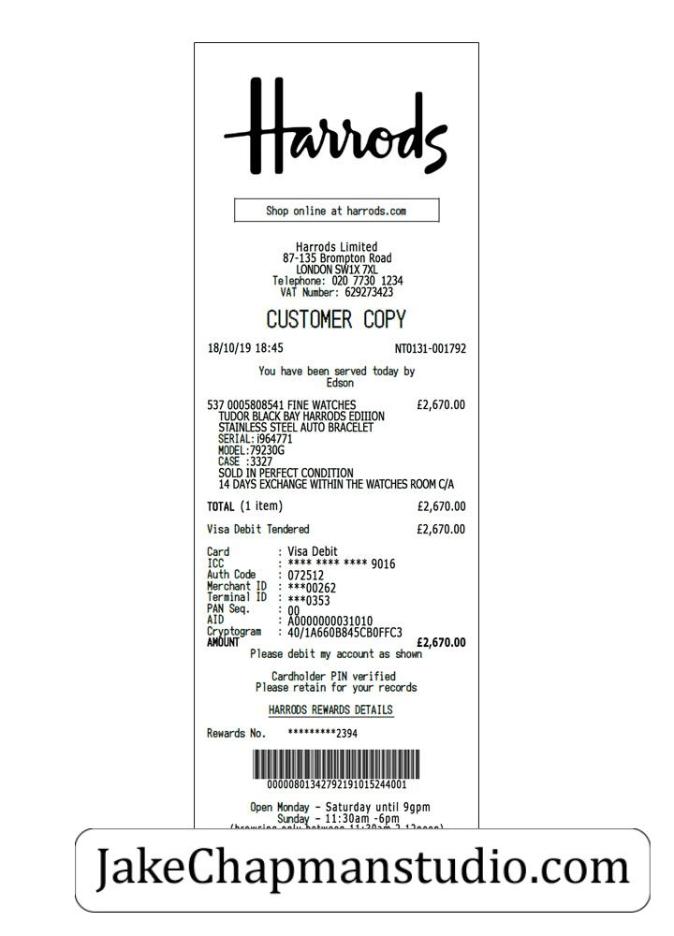 Harrods
Shop online at harrods.com
Harrods Limited
87-135 Brompton Road
LONDON SW1X 7XL
Telephone: 020 7730 1234
VAT Number: 629273423
CUSTOMER COPY
18/10/19 18:45 NT0131-001792
You have been served today by
Edson
537 0005808541 FINE WATCHES £2,670.00
TUDOR BLACK BAY HARRODS EDIIION
STAINLESS STEEL AUTO BRACELET
SERIAL: i964771
MODEL:79230G
CASE :3327
SOLD IN PERFECT CONDITION
14 DAYS EXCHANGE WITHIN THE WATCHES ROOM C/A
TOTAL (1 item) £2,670.00
Visa Debit Tendered £2,670.00
Card : Visa Debit
ICC : **** **** **** 9016
Auth Code : 072512
Merchant ID : ***00262
Terminal ID : ***0353
PAN Seq. : 00
AID : A0000000031010
Cryptogram : 40/1A660B845CB0FFC3
AMOUNT £2,670.00
Please debit my account as shown
Cardholder PIN verified
Please retain for your records
HARRODS REWARDS DETAILS
Rewards No. *********2394
00000801342792191015244001
Open Monday - Saturday until 9gpm
Sunday - 11:30am -6pm
(browsing only between 11:30am ? 12noon)
JakeChapmanstudio.com